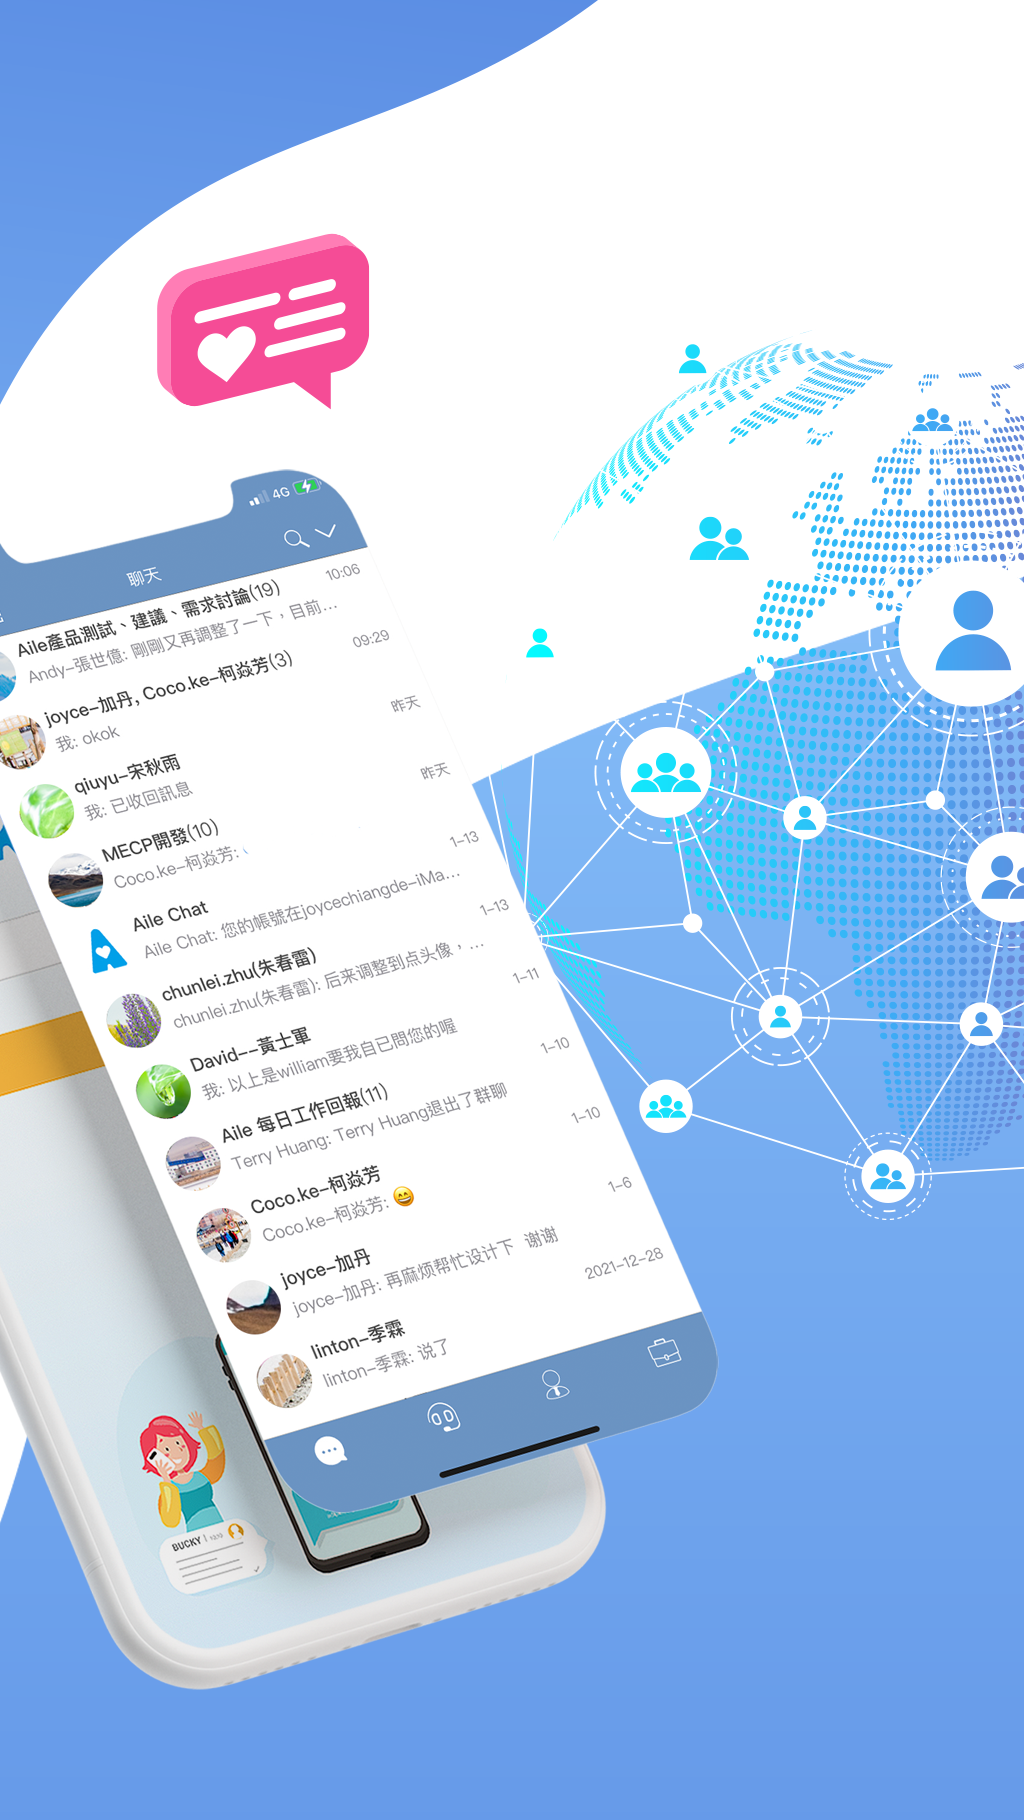 4G
聊天
Aile產品測試、建議、需求討論(19)
10:06
Andy-張世億: 剛剛又再調整了一下，目前...
joyce-加丹, Coco.ke-柯焱芳(3)
09:29
我: okok
qiuyu-宋秋雨
昨天
我: 已收回訊息
MECP開發(10)
昨天
Coco.ke-柯焱芳:
Aile Chat
1-13
Aile Chat: 您的帳號在joycechiangde-iMa...
chunlei.zhu(朱春雷)
1-13
chunlei.zhu(朱春雷): 后来调整到点头像，...
David--黃士軍
1-11
我: 以上是william要我自已問您的喔
Aile 每日工作回報(11)
1-10
Terry Huang: Terry Huang退出了群聊
Coco.ke-柯焱芳
1-10
Coco.ke-柯焱芳: 😄
joyce-加丹
1-6
joyce-加丹: 再麻烦帮忙设计下 谢谢
linton-季霖
2021-12-28
linton-季霖: 说了
BUCKY